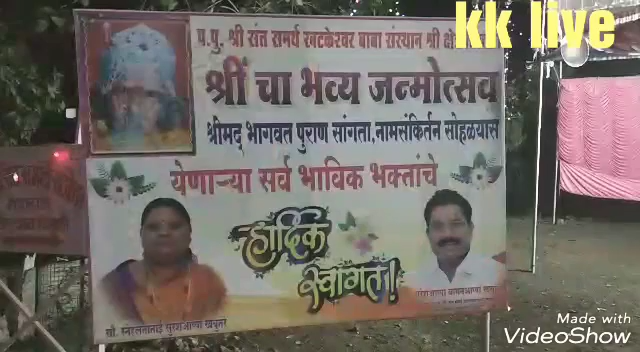 kk live
प.पु. श्री संत समर्थ खटकेश्वर बाबा संस्थान श्री क्षे
श्रीं चा भव्य जन्मोत्सव
श्रीमद् भागवत पुराण सांगता,नामसंकिर्तन सोहळ्यास
येणाऱ्या सर्व भाविक भक्तांचे
हार्दिक
स्वागत!
सौ.
Made with
VideoShow